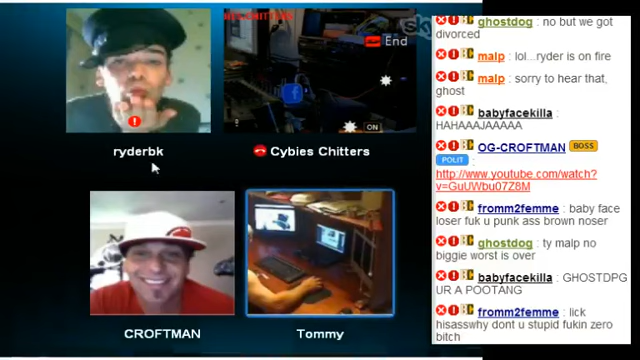 End
ON
ryderbk
Cybies Chitters
CROFTMAN
Tommy
ghostdog : no but we got
divorced
malp : lol...ryder is on fire
malp : sorry to hear that,
ghost
babyfacekilla :
HAHAAAJAAAAA
OG-CROFTMAN BOSS
POLIT :
http://www.youtube.com/watch?
v=GuUWbu07Z8M
fromm2femme : baby face
loser fuk u punk ass brown noser
ghostdog : ty malp no
biggie worst is over
babyfacekilla : GHOSTDPG
UR A POOTANG
fromm2femme : lick
hisasswhy dont u stupid fukin zero
bitch